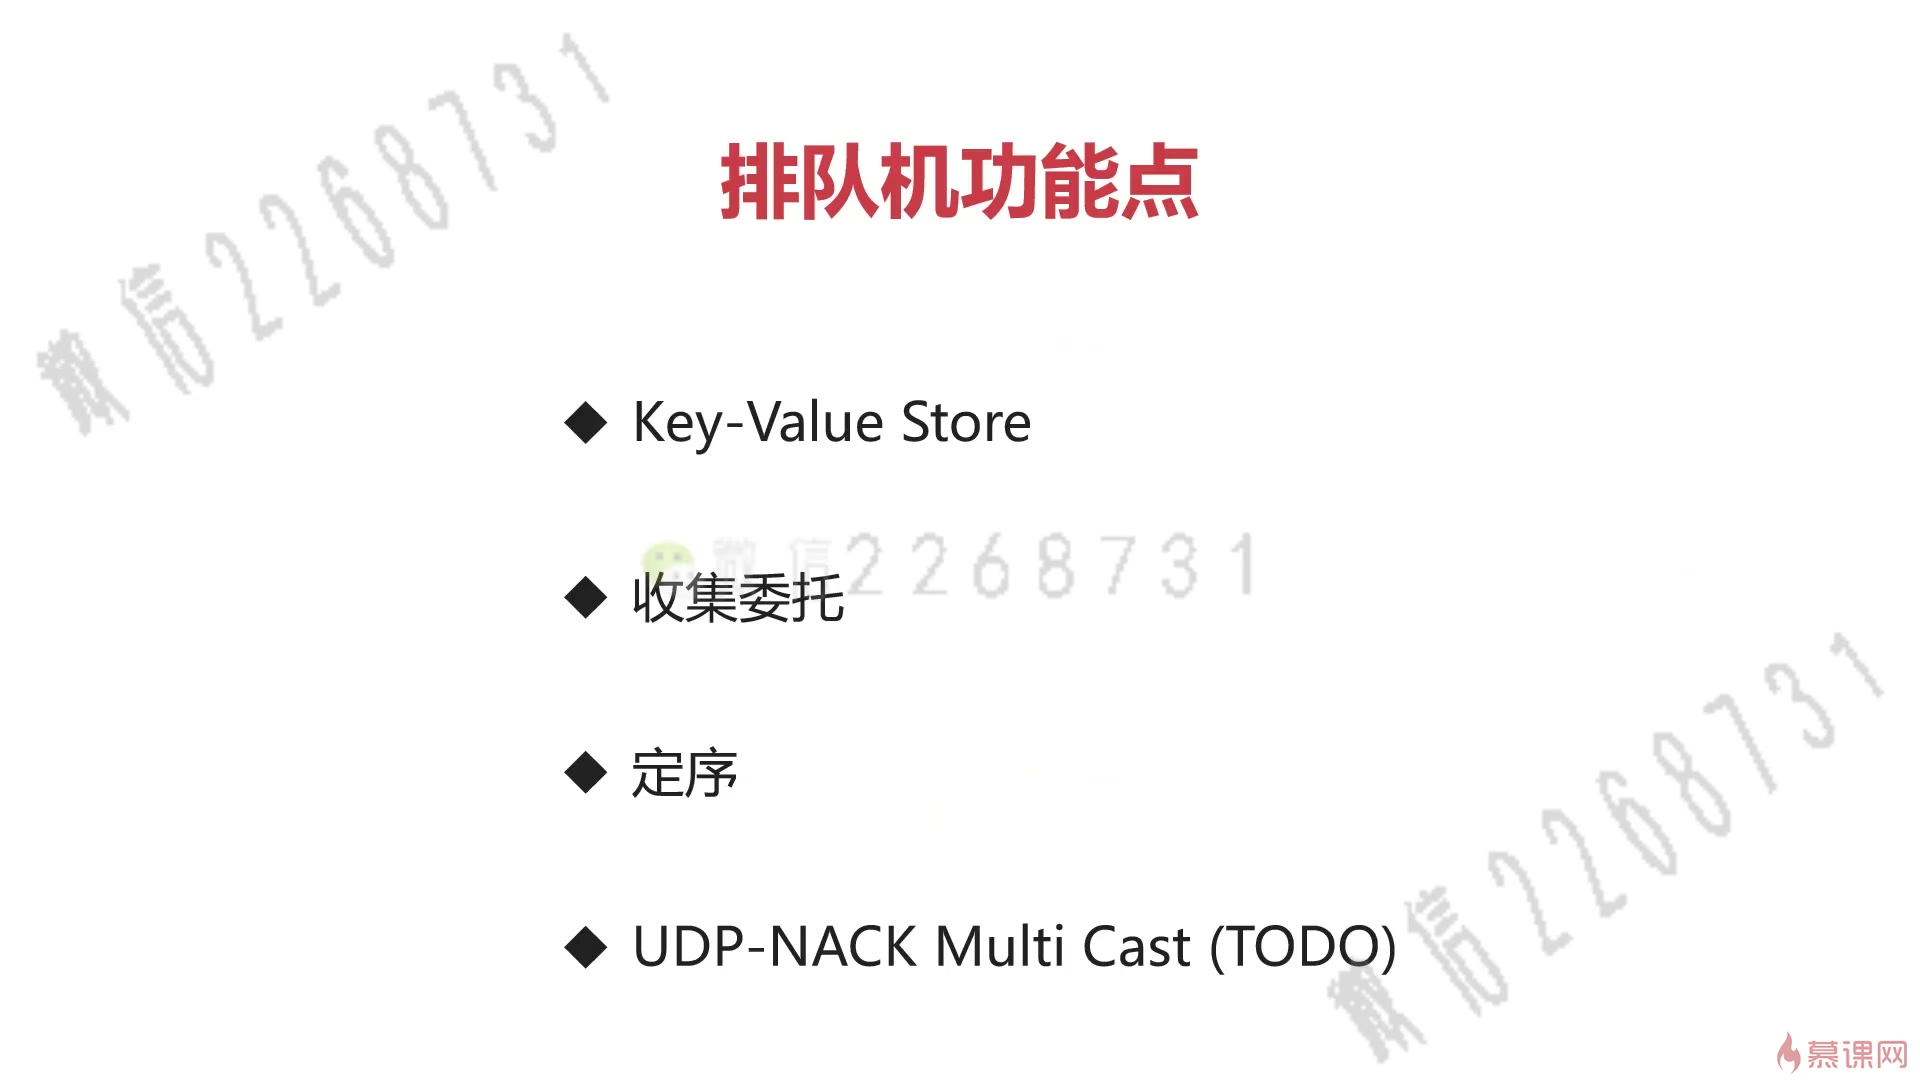 微信2268731
排队机功能点
◆ Key-Value Store
微信2268731
◆ 收集委托
◆ 定序
◆ UDP-NACK Multi Cast (TODO)
微信2268731
慕课网